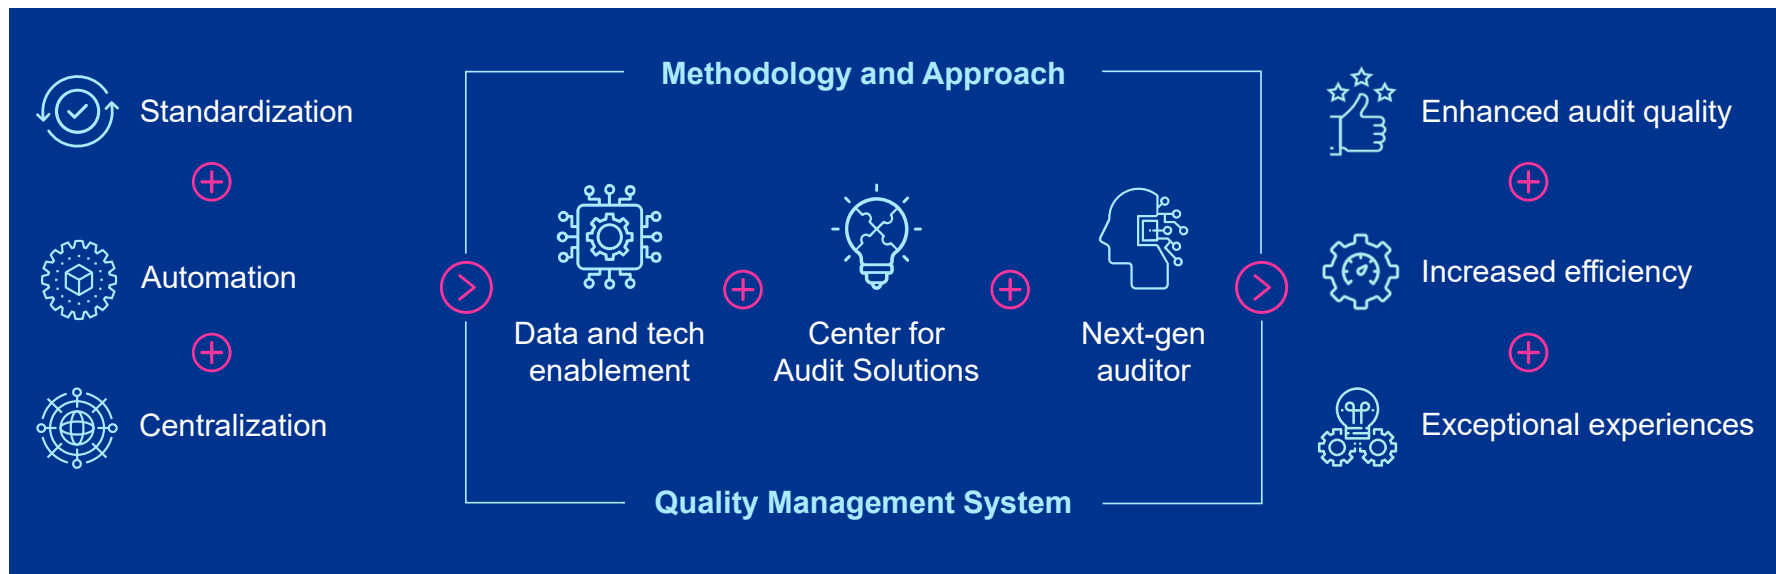 Standardization
Automation
Centralization
Methodology and Approach
Data and tech
enablement
Center for
Audit Solutions
Next-gen
auditor
Quality Management System
Enhanced audit quality
Increased efficiency
Exceptional experiences